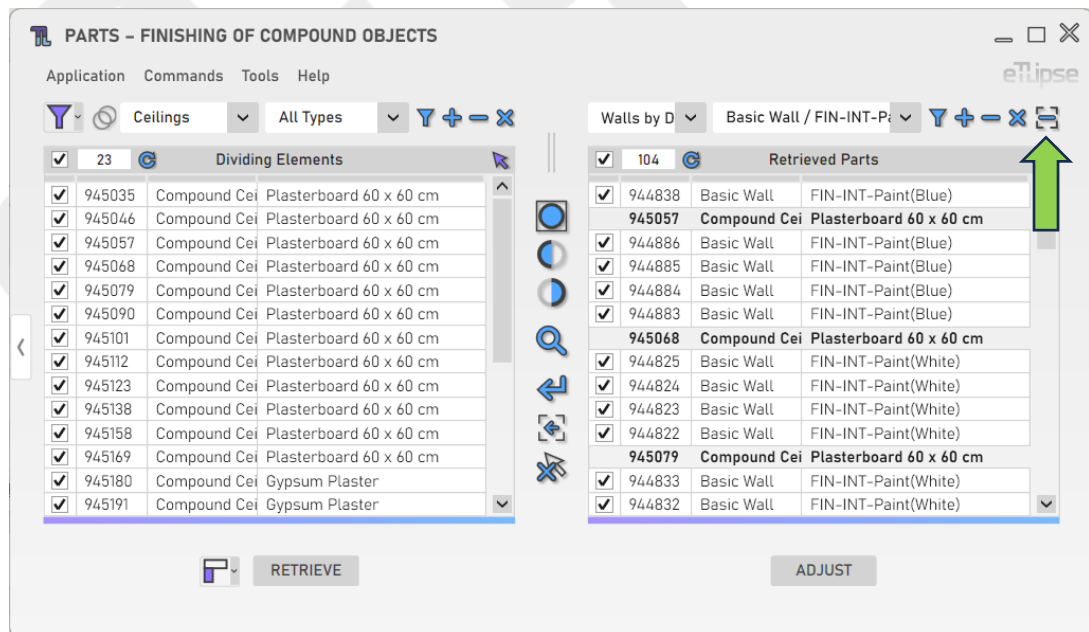 PARTS – FINISHING OF COMPOUND OBJECTS
Application Commands Tools Help
eTLipse
Ceilings All Types
Walls by D Basic Wall / FIN-INT-Pa
23 Dividing Elements
945035 Compound Cei Plasterboard 60 x 60 cm
945046 Compound Cei Plasterboard 60 x 60 cm
945057 Compound Cei Plasterboard 60 x 60 cm
945068 Compound Cei Plasterboard 60 x 60 cm
945079 Compound Cei Plasterboard 60 x 60 cm
945090 Compound Cei Plasterboard 60 x 60 cm
945101 Compound Cei Plasterboard 60 x 60 cm
945112 Compound Cei Plasterboard 60 x 60 cm
945123 Compound Cei Plasterboard 60 x 60 cm
945138 Compound Cei Plasterboard 60 x 60 cm
945158 Compound Cei Plasterboard 60 x 60 cm
945169 Compound Cei Plasterboard 60 x 60 cm
945180 Compound Cei Gypsum Plaster
945191 Compound Cei Gypsum Plaster
104 Retrieved Parts
944838 Basic Wall FIN-INT-Paint(Blue)
945057 Compound Cei Plasterboard 60 x 60 cm
944886 Basic Wall FIN-INT-Paint(Blue)
944885 Basic Wall FIN-INT-Paint(Blue)
944884 Basic Wall FIN-INT-Paint(Blue)
944883 Basic Wall FIN-INT-Paint(Blue)
945068 Compound Cei Plasterboard 60 x 60 cm
944825 Basic Wall FIN-INT-Paint(White)
944824 Basic Wall FIN-INT-Paint(White)
944823 Basic Wall FIN-INT-Paint(White)
944822 Basic Wall FIN-INT-Paint(White)
945079 Compound Cei Plasterboard 60 x 60 cm
944833 Basic Wall FIN-INT-Paint(White)
944832 Basic Wall FIN-INT-Paint(White)
RETRIEVE
ADJUST